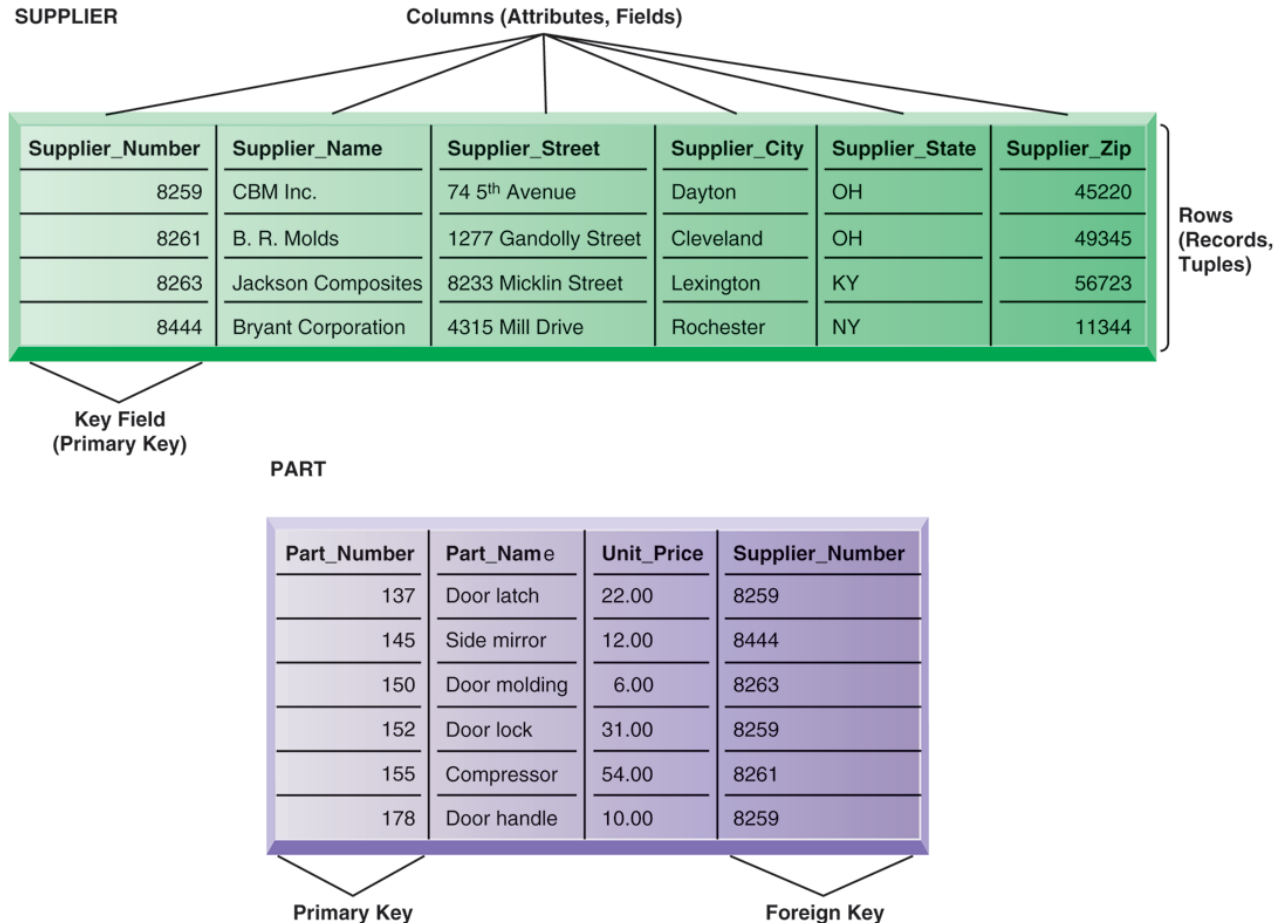 SUPPLIER
Columns (Attributes, Fields)
Supplier_Number Supplier_Name Supplier_Street Supplier_City Supplier_State Supplier_Zip
8259 CBM Inc. 74 5th Avenue Dayton OH 45220
8261 B. R. Molds 1277 Gandolly Street Cleveland OH 49345
8263 Jackson Composites 8233 Micklin Street Lexington KY 56723
8444 Bryant Corporation 4315 Mill Drive Rochester NY 11344
Rows
(Records,
Tuples)
Key Field
(Primary Key)
PART
Part_Number Part_Name Unit_Price Supplier_Number
137 Door latch 22.00 8259
145 Side mirror 12.00 8444
150 Door molding 6.00 8263
152 Door lock 31.00 8259
155 Compressor 54.00 8261
178 Door handle 10.00 8259
Primary Key
Foreign Key